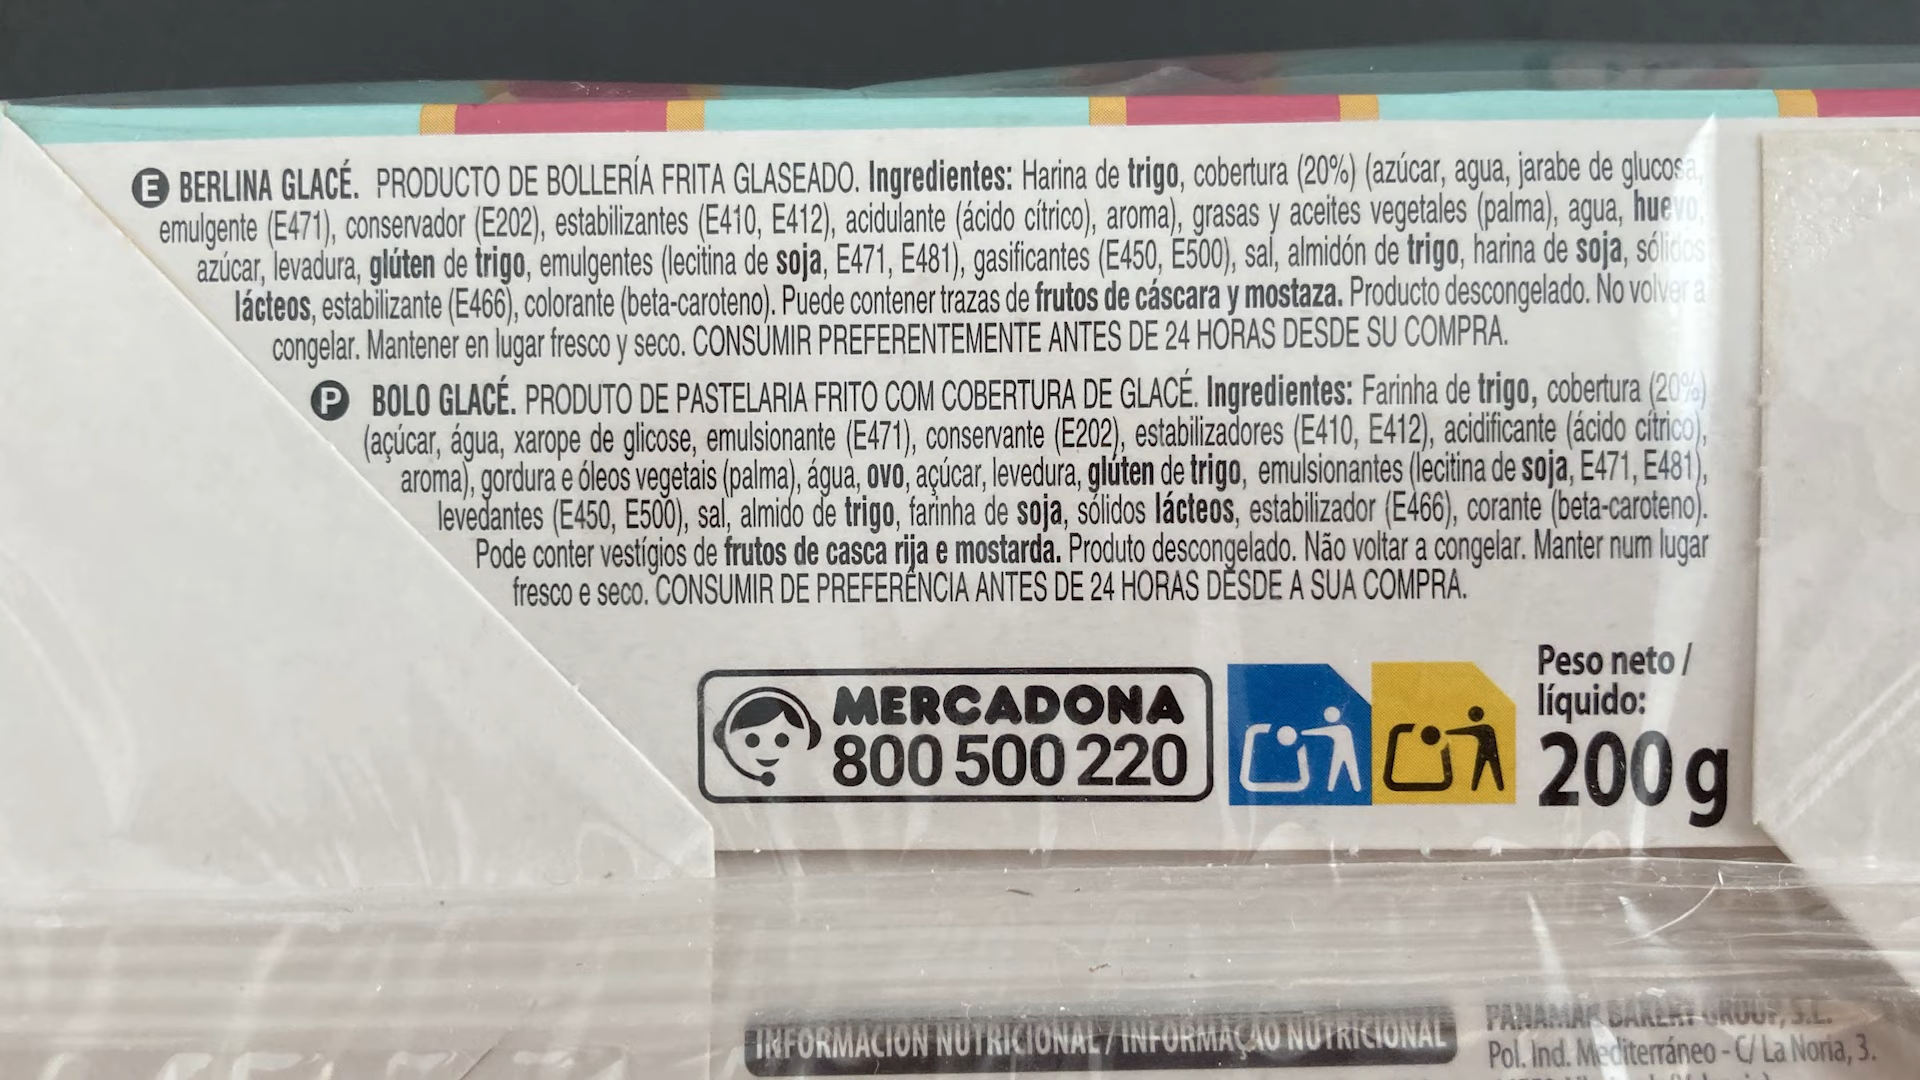 E BERLINA GLACÉ. PRODUCTO DE BOLLERÍA FRITA GLASEADO. Ingredientes: Harina de trigo, cobertura (20%) (azúcar, agua, jarabe de glucosa,
emulgente (E471), conservador (E202), estabilizantes (E410, E412), acidulante (ácido cítrico), aroma), grasas y aceites vegetales (palma), agua, huevo,
azúcar, levadura, glúten de trigo, emulgentes (lecitina de soja, E471, E481), gasificantes (E450, E500), sal, almidón de trigo, harina de soja, sólidos
lácteos, estabilizante (E466), colorante (beta-caroteno). Puede contener trazas de frutos de cáscara y mostaza. Producto descongelado. No volver a
congelar. Mantener en lugar fresco y seco. CONSUMIR PREFERENTEMENTE ANTES DE 24 HORAS DESDE SU COMPRA.
P BOLO GLACÉ. PRODUTO DE PASTELARIA FRITO COM COBERTURA DE GLACÉ. Ingredientes: Farinha de trigo, cobertura (20%)
(açúcar, água, xarope de glicose, emulsionante (E471), conservante (E202), estabilizadores (E410, E412), acidificante (ácido cítrico),
aroma), gordura e óleos vegetais (palma), água, ovo, açúcar, levedura, glúten de trigo, emulsionantes (lecitina de soja, E471, E481),
levedantes (E450, E500), sal, almido de trigo, farinha de soja, sólidos lácteos, estabilizador (E466), corante (beta-caroteno).
Pode conter vestígios de frutos de casca rija e mostarda. Produto descongelado. Não voltar a congelar. Manter num lugar
fresco e seco. CONSUMIR DE PREFERÊNCIA ANTES DE 24 HORAS DESDE A SUA COMPRA.
MERCADONA
800 500 220
Peso neto /
líquido:
200 g
INFORMACIÓN NUTRICIONAL / INFORMAÇÃO NUTRICIONAL
PANAMAR BAKERY GROUP, S.L.
Pol. Ind. Mediterráneo - C/ La Noria, 3.